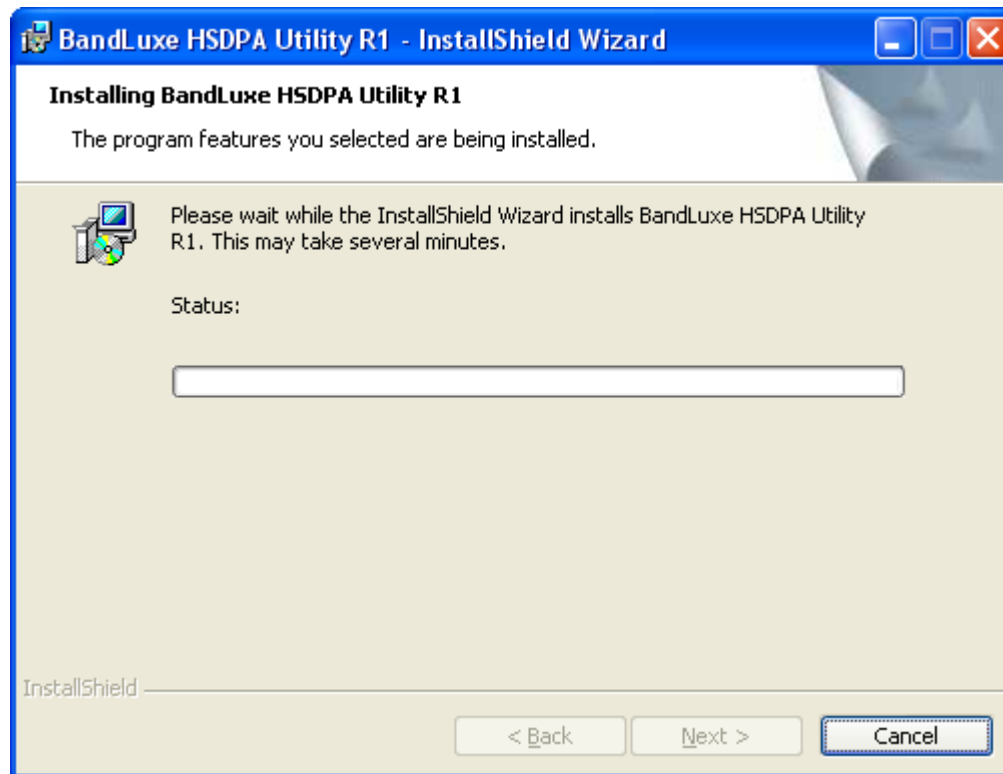 BandLuxe HSDPA Utility R1 - InstallShield Wizard
Installing BandLuxe HSDPA Utility R1
The program features you selected are being installed.
Please wait while the InstallShield Wizard installs BandLuxe HSDPA Utility
R1. This may take several minutes.
Status:
InstallShield
< Back
Next >
Cancel